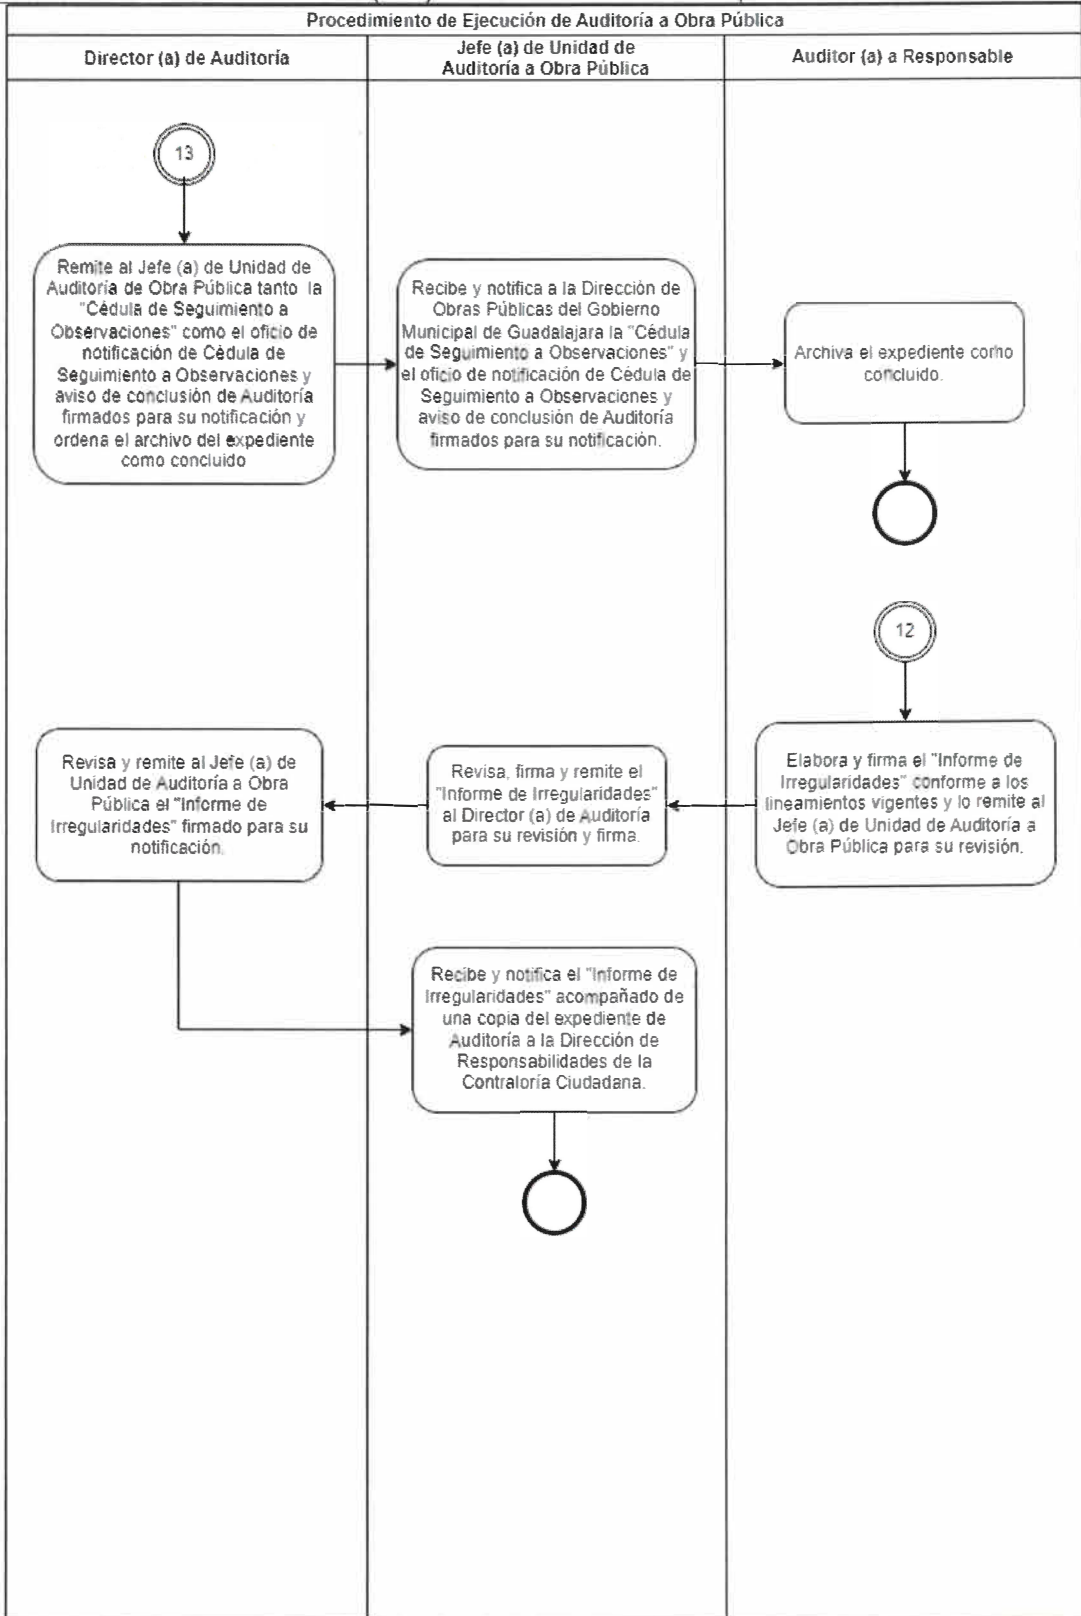 Procedimiento de Ejecución de Auditoría a Obra Pública
Director (a) de Auditoría
Jefe (a) de Unidad de
Auditoría a Obra Pública
Auditor (a) a Responsable
13
Remite al Jefe (a) de Unidad de
Auditoría de Obra Pública tanto la
"Cédula de Seguimiento a
Observaciones" como el oficio de
notificación de Cédula de
Seguimiento a Observaciones y
aviso de conclusión de Auditoría
firmados para su notificación y
ordena el archivo del expediente
como concluido
Recibe y notifica a la Dirección de
Obras Públicas del Gobierno
Municipal de Guadalajara la "Cédula
de Seguimiento a Observaciones" y
el oficio de notificación de Cédula de
Seguimiento a Observaciones y
aviso de conclusión de Auditoría
firmados para su notificación.
Archiva el expediente como
concluido.
12
Elabora y firma el "Informe de
Irregularidades" conforme a los
lineamientos vigentes y lo remite al
Jefe (a) de Unidad de Auditoría a
Obra Pública para su revisión.
Revisa, firma y remite el
"Informe de Irregularidades"
al Director (a) de Auditoría
para su revisión y firma.
Revisa y remite al Jefe (a) de
Unidad de Auditoría a Obra
Pública el "Informe de
Irregularidades" firmado para su
notificación.
Recibe y notifica el "Informe de
Irregularidades" acompañado de
una copia del expediente de
Auditoría a la Dirección de
Responsabilidades de la
Contraloría Ciudadana.